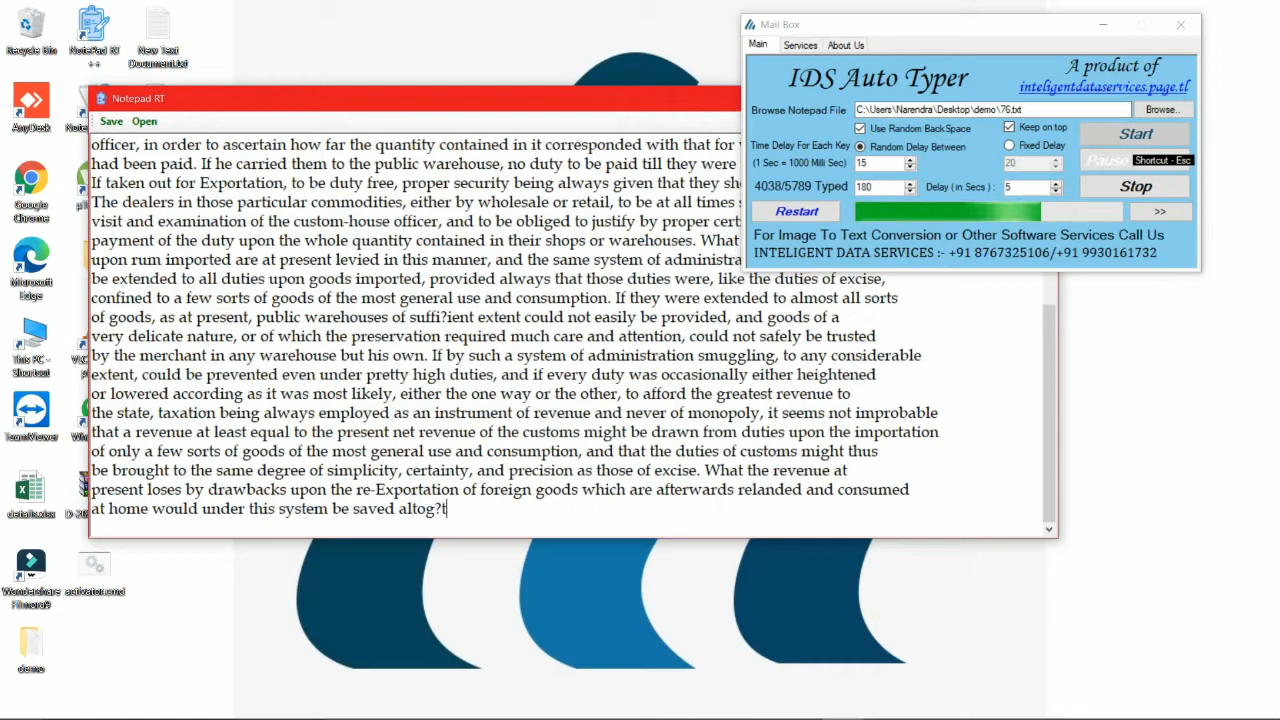 Recycle Bin
NotePad RT ++
New Text Document.txt
AnyDesk
Google Chrome
Microsoft Edge
This PC - Shortcut
TeamViewer
details.xlsx
Wondershare Filmora9
activator.cmd
demo
Mail Box
Main Services About Us
IDS Auto Typer
A product of
inteligentdataservices.page.tl
Browse Notepad File C:\Users\Narendra\Desktop\demo\76.txt Browse..
Use Random BackSpace Keep on top Start
Time Delay For Each Key Random Delay Between Fixed Delay
(1 Sec = 1000 Milli Sec) 15 20 Pause Shortcut - Esc
4038/5789 Typed 180 Delay (in Secs) : 5 Stop
Restart >>
For Image To Text Conversion or Other Software Services Call Us
INTELIGENT DATA SERVICES :- +91 8767325106/+91 9930161732
Notepad RT
Save Open
officer, in order to ascertain how far the quantity contained in it corresponded with that for
had been paid. If he carried them to the public warehouse, no duty to be paid till they were
If taken out for Exportation, to be duty free, proper security being always given that they
The dealers in those particular commodities, either by wholesale or retail, to be at all times
visit and examination of the custom-house officer, and to be obliged to justify by proper
payment of the duty upon the whole quantity contained in their shops or warehouses. What
upon rum imported are at present levied in this manner, and the same system of
be extended to all duties upon goods imported, provided always that those duties were, like the duties of excise,
confined to a few sorts of goods of the most general use and consumption. If they were extended to almost all sorts
of goods, as at present, public warehouses of suffi?ient extent could not easily be provided, and goods of a
very delicate nature, or of which the preservation required much care and attention, could not safely be trusted
by the merchant in any warehouse but his own. If by such a system of administration smuggling, to any considerable
extent, could be prevented even under pretty high duties, and if every duty was occasionally either heightened
or lowered according as it was most likely, either the one way or the other, to afford the greatest revenue to
the state, taxation being always employed as an instrument of revenue and never of monopoly, it seems not improbable
that a revenue at least equal to the present net revenue of the customs might be drawn from duties upon the importation
of only a few sorts of goods of the most general use and consumption, and that the duties of customs might thus
be brought to the same degree of simplicity, certainty, and precision as those of excise. What the revenue at
present loses by drawbacks upon the re-Exportation of foreign goods which are afterwards relanded and consumed
at home would under this system be saved altog?t